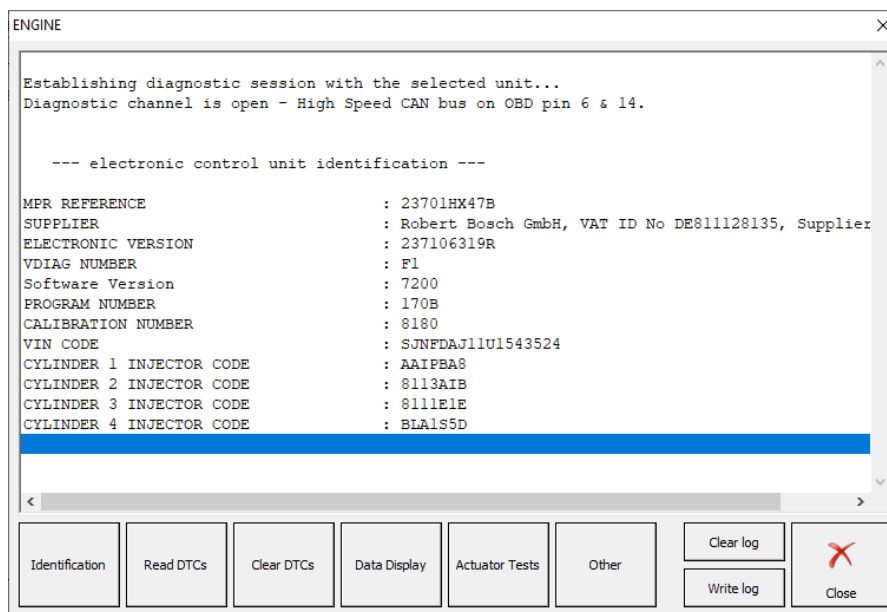 ENGINE
Establishing diagnostic session with the selected unit...
Diagnostic channel is open - High Speed CAN bus on OBD pin 6 & 14.
--- electronic control unit identification ---
MPR REFERENCE : 23701HX47B
SUPPLIER : Robert Bosch GmbH, VAT ID No DE811128135, Supplier
ELECTRONIC VERSION : 237106319R
VDIAG NUMBER : F1
Software Version : 7200
PROGRAM NUMBER : 170B
CALIBRATION NUMBER : 8180
VIN CODE : SJNFDAJ11U1543524
CYLINDER 1 INJECTOR CODE : AAIPBA8
CYLINDER 2 INJECTOR CODE : 8113AIB
CYLINDER 3 INJECTOR CODE : 8111E1E
CYLINDER 4 INJECTOR CODE : BLA1S5D
Identification
Read DTCs
Clear DTCs
Data Display
Actuator Tests
Other
Clear log
Write log
Close